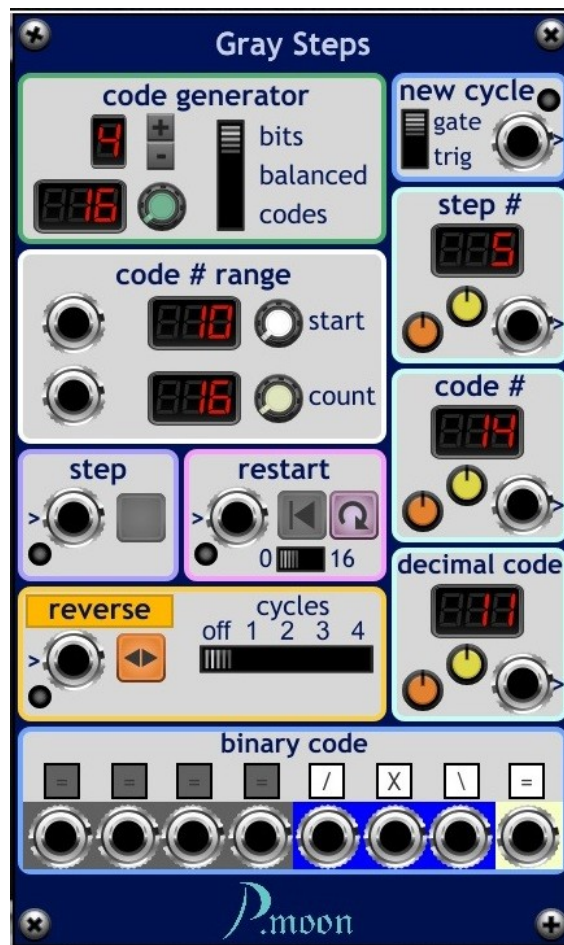 Gray Steps
code generator
4
+
-
bits
balanced
codes
16
new cycle
gate
trig
>
step #
5
>
code # range
10
start
16
count
code #
14
>
step
>
restart
>
0
16
decimal code
11
>
reverse
>
cycles
off 1 2 3 4
binary code
= = = = / X \ =
P.moon